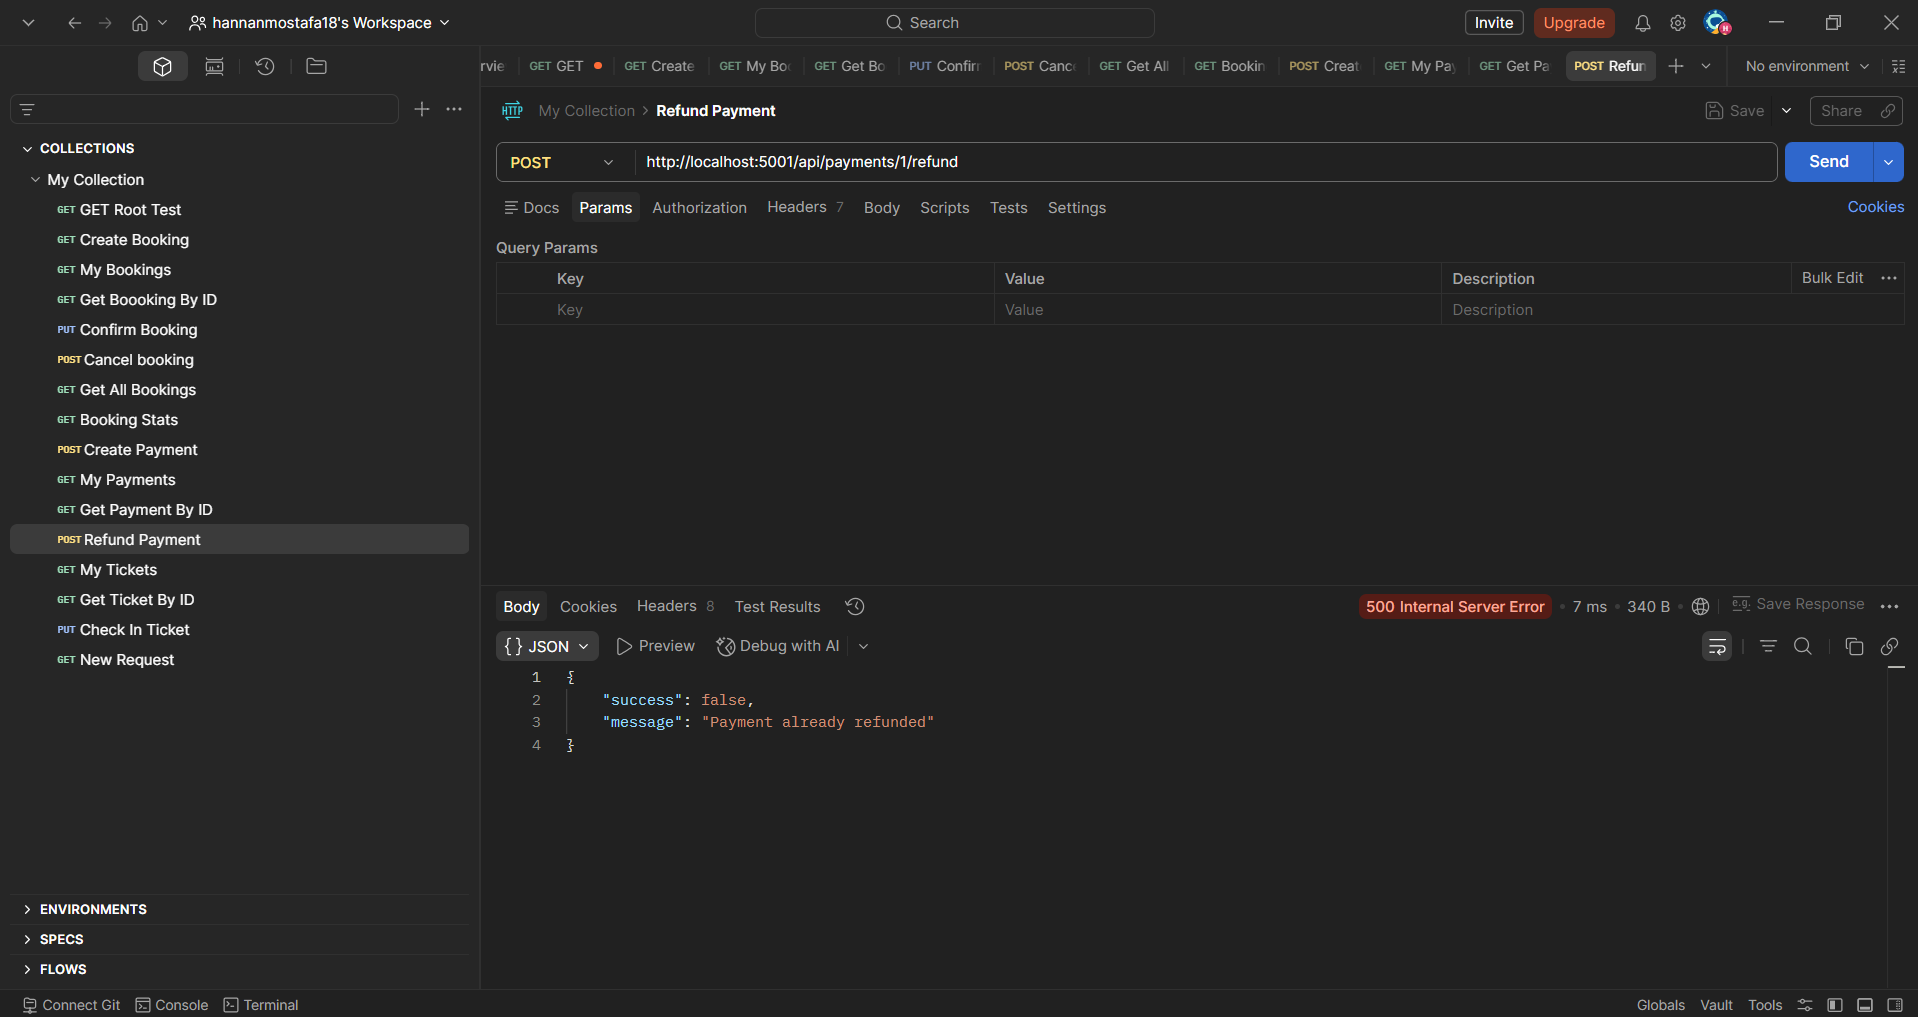 hannanmostafa18's Workspace
Search
Invite
Upgrade
H
rvie
GET GET
GET Create
GET My Boo
GET Get Bo
PUT Confir
POST Canc
GET Get All
GET Bookin
POST Creat
GET My Pay
GET Get Pa
POST Refun
No environment
COLLECTIONS
My Collection
GET GET Root Test
GET Create Booking
GET My Bookings
GET Get Boooking By ID
PUT Confirm Booking
POST Cancel booking
GET Get All Bookings
GET Booking Stats
POST Create Payment
GET My Payments
GET Get Payment By ID
POST Refund Payment
GET My Tickets
GET Get Ticket By ID
PUT Check In Ticket
GET New Request
ENVIRONMENTS
SPECS
FLOWS
HTTP My Collection > Refund Payment
Save
Share
POST http://localhost:5001/api/payments/1/refund
Send
Docs Params Authorization Headers 7 Body Scripts Tests Settings
Cookies
Query Params
Key Value Description Bulk Edit
Key Value Description
Body Cookies Headers 8 Test Results
500 Internal Server Error • 7 ms • 340 B
e.g. Save Response
{ } JSON Preview Debug with AI
1 {
2 "success": false,
3 "message": "Payment already refunded"
4 }
Connect Git Console Terminal
Globals Vault Tools